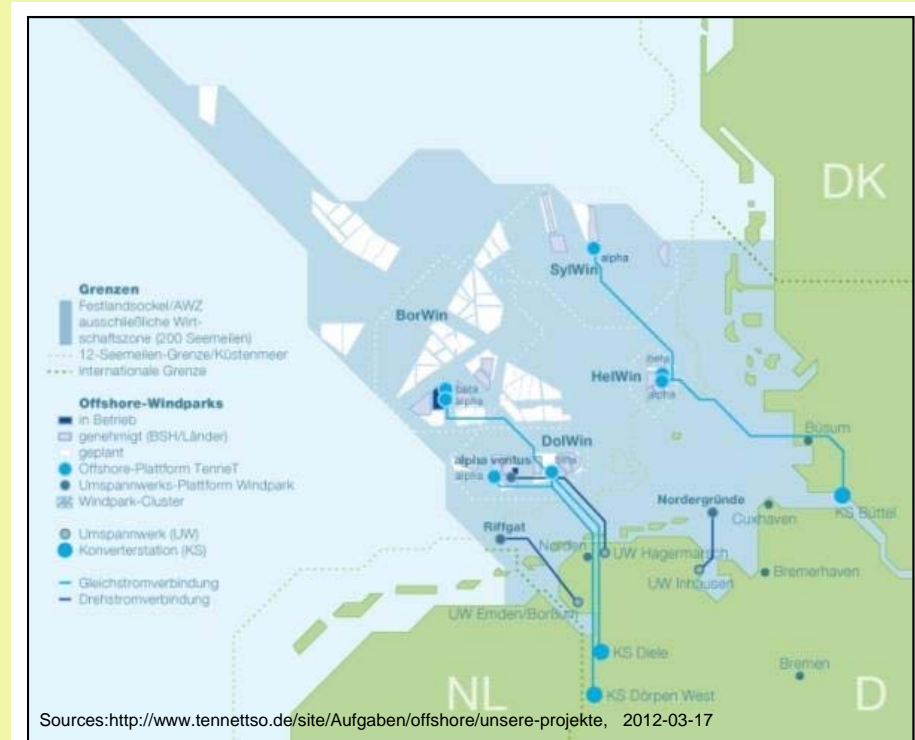 DK
alpha
SylWin
Grenzen
Festlandsockel/AWZ
ausschließliche Wirt-
schaftszone (200 Seemeilen)
12-Seemeilen-Grenze/Küstenmeer
internationale Grenze
BorWin
beta
HelWin
alpha
Offshore-Windparks
in Betrieb
genehmigt (BSH/Länder)
geplant
Offshore-Plattform TenneT
Umspannwerks-Plattform Windpark
Windpark-Cluster
beta
alpha
Büsum
DolWin
alpha ventus
alpha
Nordergründe
KS Büttel
Cuxhaven
Umspannwerk (UW)
Konverterstation (KS)
Riffgat
Norden
UW Hagermarsch
UW Inhausen
Bremerhaven
Gleichstromverbindung
Drehstromverbindung
UW Emden/Borßum
KS Diele
Bremen
NL
D
KS Dörpen West
Sources:http://www.tennettso.de/site/Aufgaben/offshore/unsere-projekte, 2012-03-17